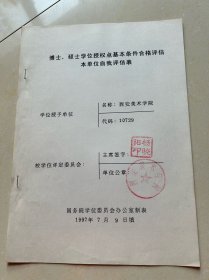 博士、硕士学位授权点基本条件合格评估
本单位自我评估表
学位授予单位
名称：西安美术学院
代码：10729
校学位评定委员会：
主席签字：
单位公章：
国务院学位委员会办公室制表
1997年7月9日填